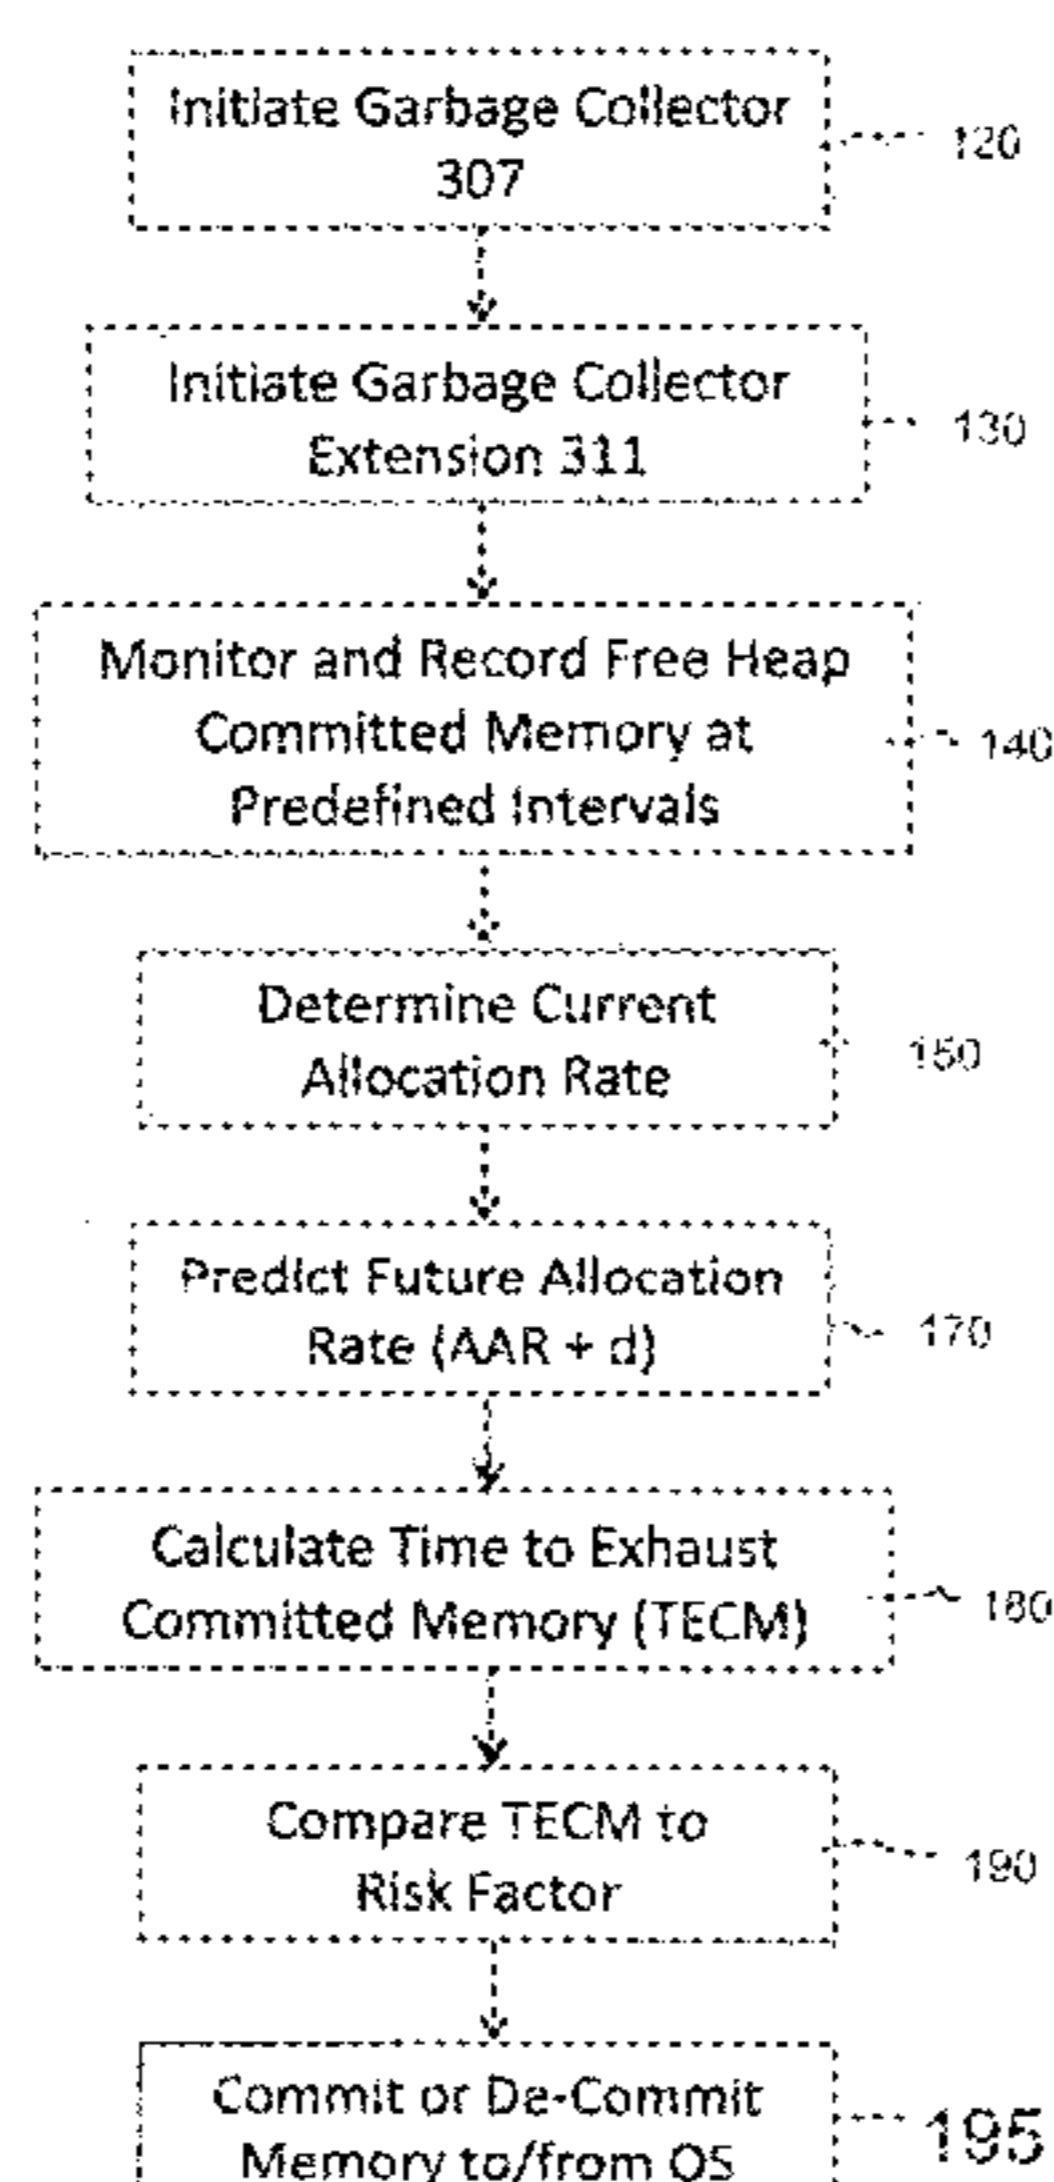 Initiate Garbage Collector
307
120
Initiate Garbage Collector
Extension 311
130
Monitor and Record Free Heap
Committed Memory at
Predefined Intervals
140
Determine Current
Allocation Rate
150
Predict Future Allocation
Rate (AAR + d)
170
Calculate Time to Exhaust
Committed Memory (TECM)
180
Compare TECM to
Risk Factor
190
Commit or De-Commit
Memory to/from OS
195